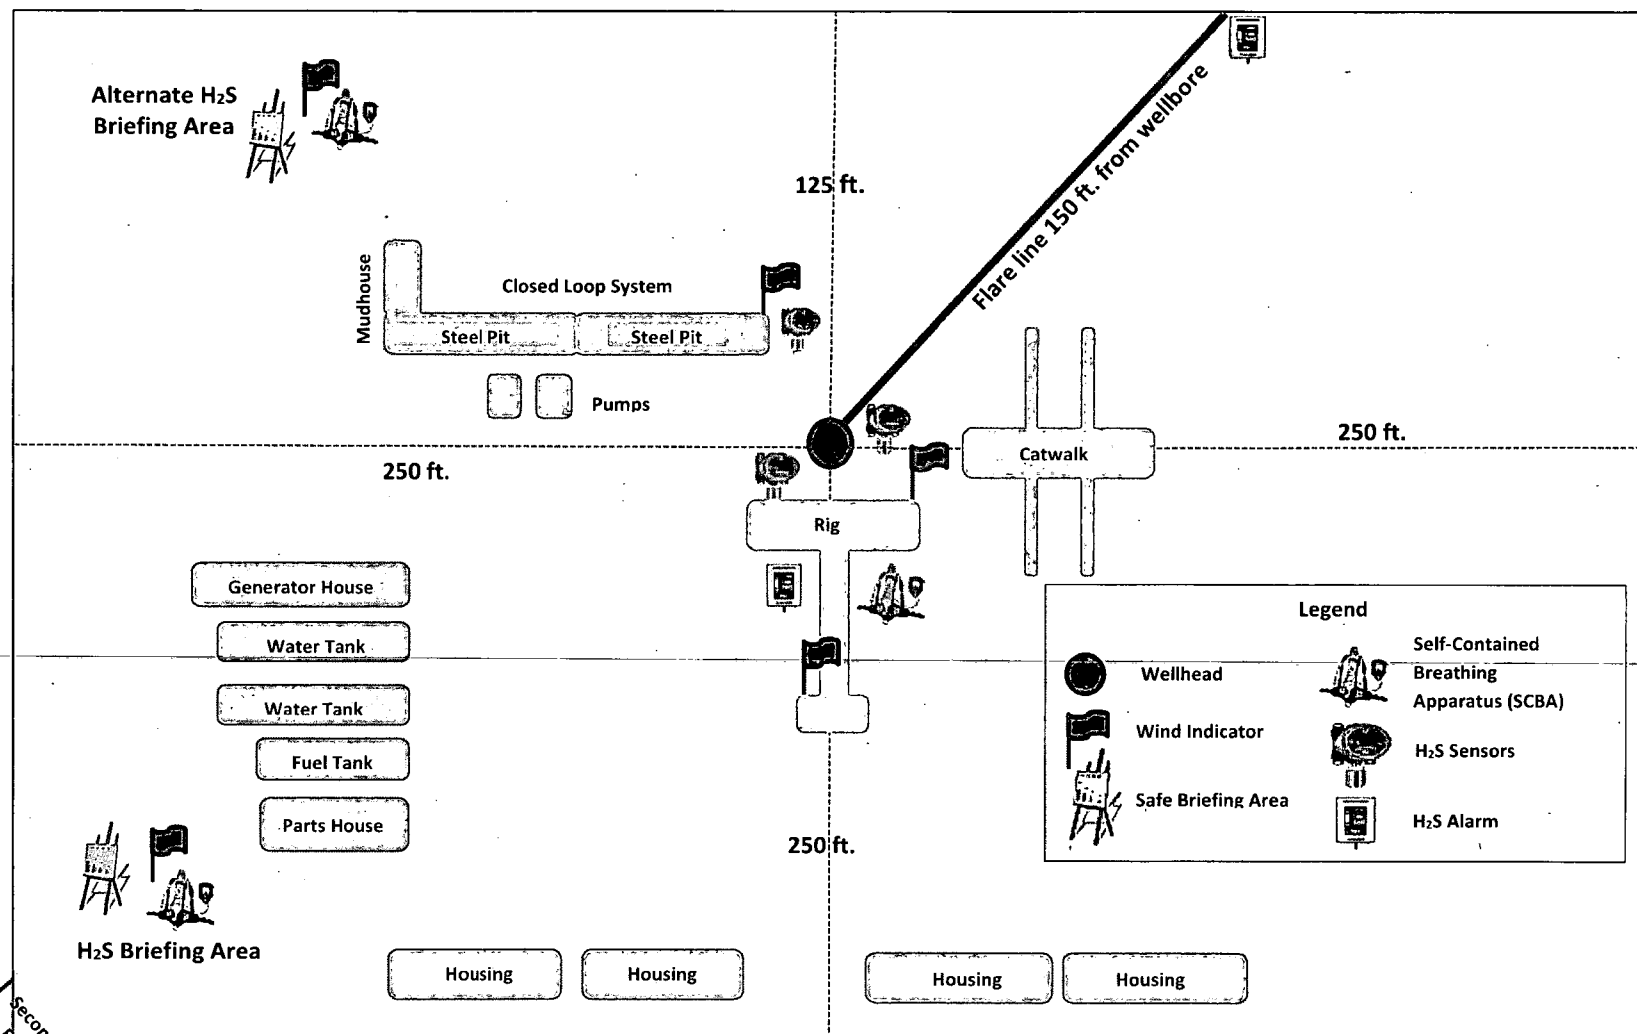 Alternate H₂S
Briefing Area
125 ft.
Flare line 150 ft. from wellbore
Mudhouse
Closed Loop System
Steel Pit
Steel Pit
Pumps
250 ft.
250 ft.
Catwalk
Rig
Generator House
Water Tank
Water Tank
Fuel Tank
Parts House
250 ft.
H₂S Briefing Area
Housing
Housing
Housing
Housing
Legend
Wellhead
Wind Indicator
Safe Briefing Area
Self-Contained
Breathing
Apparatus (SCBA)
H₂S Sensors
H₂S Alarm